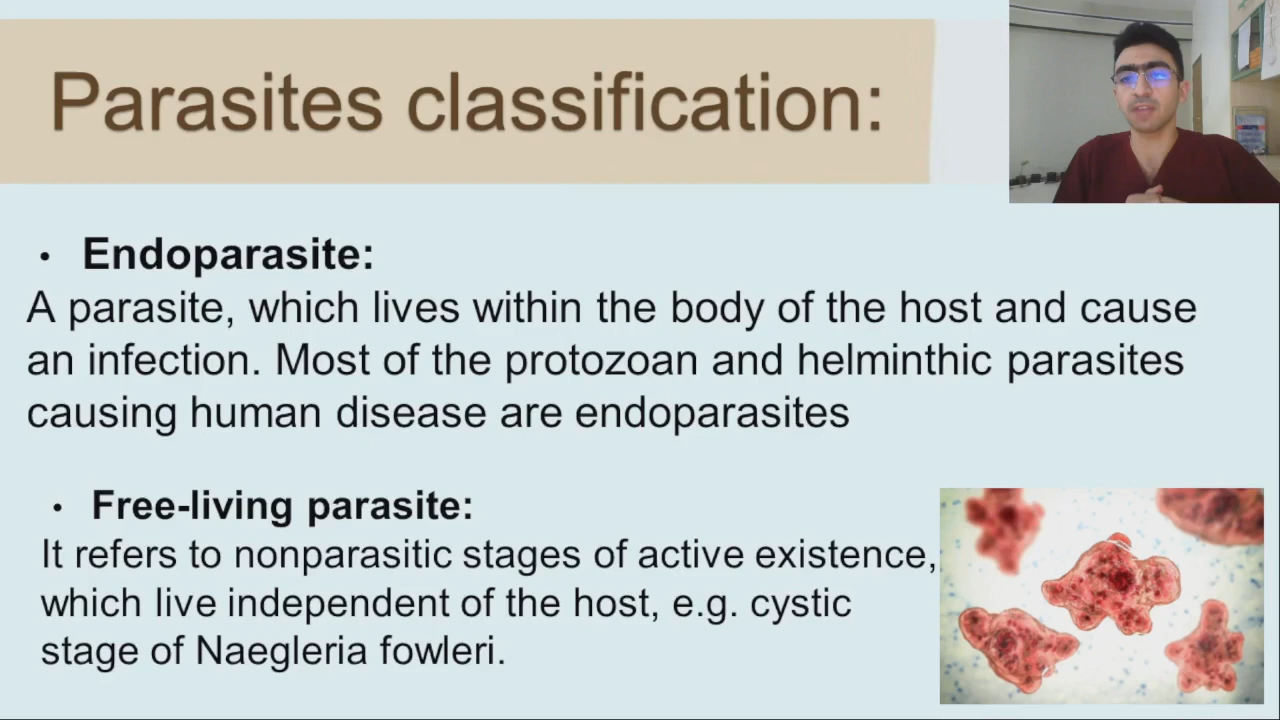 Parasites classification:
• Endoparasite:
A parasite, which lives within the body of the host and cause
an infection. Most of the protozoan and helminthic parasites
causing human disease are endoparasites
• Free-living parasite:
It refers to nonparasitic stages of active existence,
which live independent of the host, e.g. cystic
stage of Naegleria fowleri.